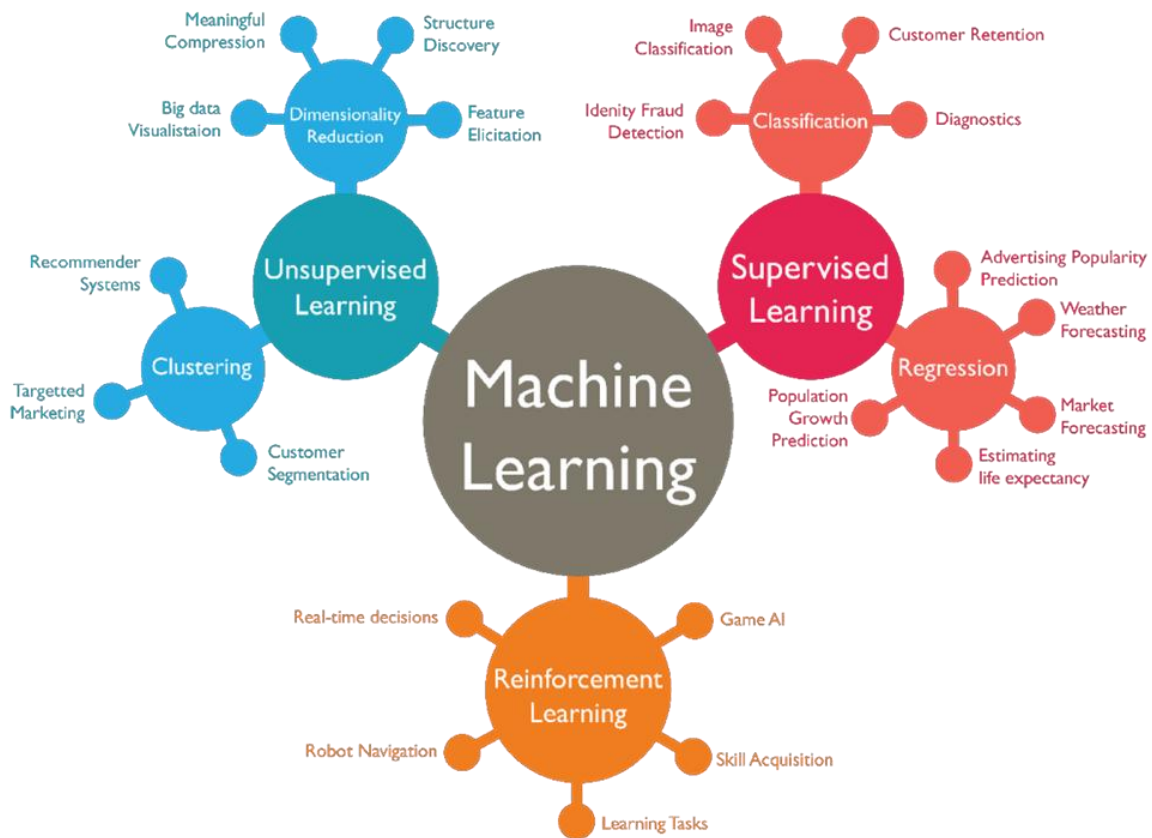 Meaningful
Compression
Structure
Discovery
Big data
Visualistaion
Dimensionality
Reduction
Feature
Elicitation
Image
Classification
Customer Retention
Idenity Fraud
Detection
Classification
Diagnostics
Recommender
Systems
Unsupervised
Learning
Clustering
Targetted
Marketing
Customer
Segmentation
Machine
Learning
Supervised
Learning
Advertising Popularity
Prediction
Weather
Forecasting
Regression
Population
Growth
Prediction
Market
Forecasting
Estimating
life expectancy
Real-time decisions
Game AI
Reinforcement
Learning
Robot Navigation
Skill Acquisition
Learning Tasks